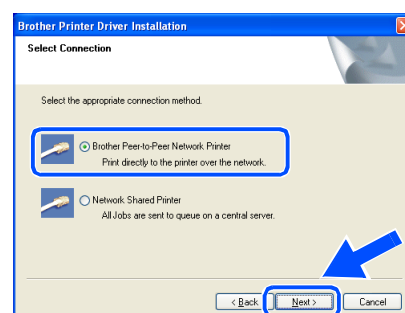 Brother Printer Driver Installation
Select Connection
Select the appropriate connection method.
Brother Peer-to-Peer Network Printer
Print directly to the printer over the network.
Network Shared Printer
All Jobs are sent to queue on a central server.
< Back
Next >
Cancel